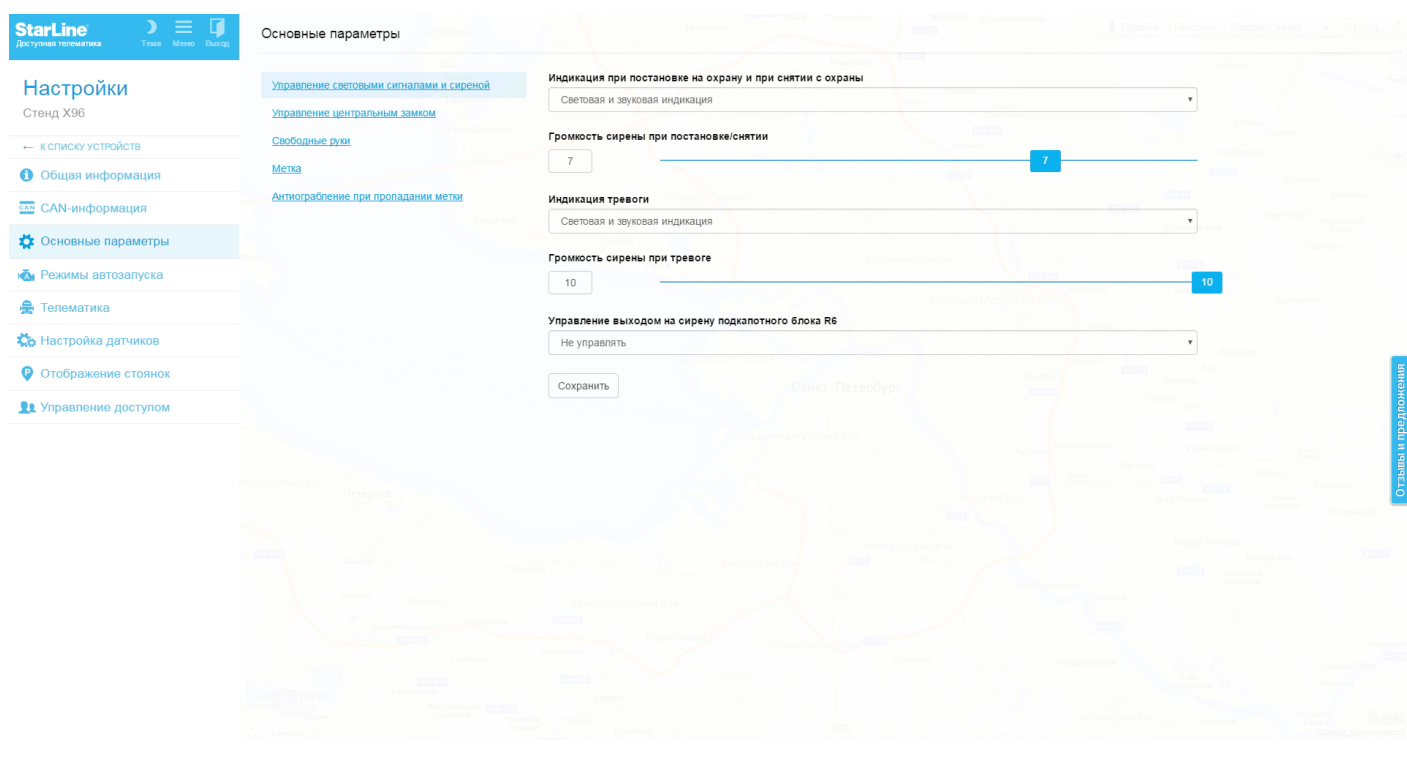 StarLine
Доступная телематика
Тема Меню Выход
Настройки
Стенд X96
← К СПИСКУ УСТРОЙСТВ
Общая информация
CAN CAN-информация
Основные параметры
Режимы автозапуска
Телематика
Настройка датчиков
Отображение стоянок
Управление доступом
Основные параметры
Управление световыми сигналами и сиреной
Управление центральным замком
Свободные руки
Метка
Антиограбление при пропадании метки
Индикация при постановке на охрану и при снятии с охраны
Световая и звуковая индикация
Громкость сирены при постановке/снятии
7 7
Индикация тревоги
Световая и звуковая индикация
Громкость сирены при тревоге
10 10
Управление выходом на сирену подкапотного блока R6
Не управлять
Сохранить
Санкт-Петербург
Петергоф
Отзывы и предложения